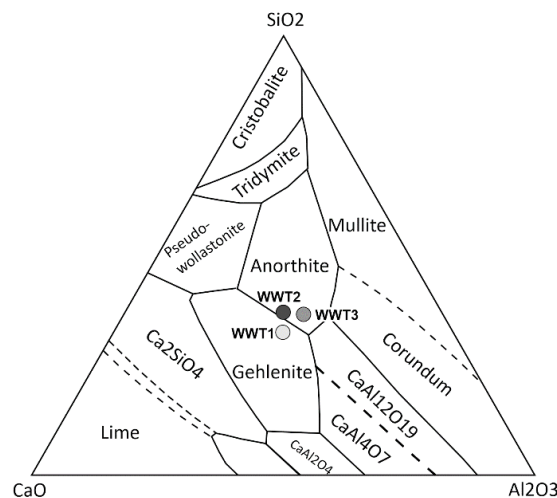 SiO2
Cristobalite
Tridymite
Pseudo-
wollastonite
Mullite
Anorthite
WWT2
WWT3
WWT1
Ca2SiO4
Gehlenite
Corundum
CaAl12O19
CaAl4O7
Lime
CaAl2O4
CaO
Al2O3